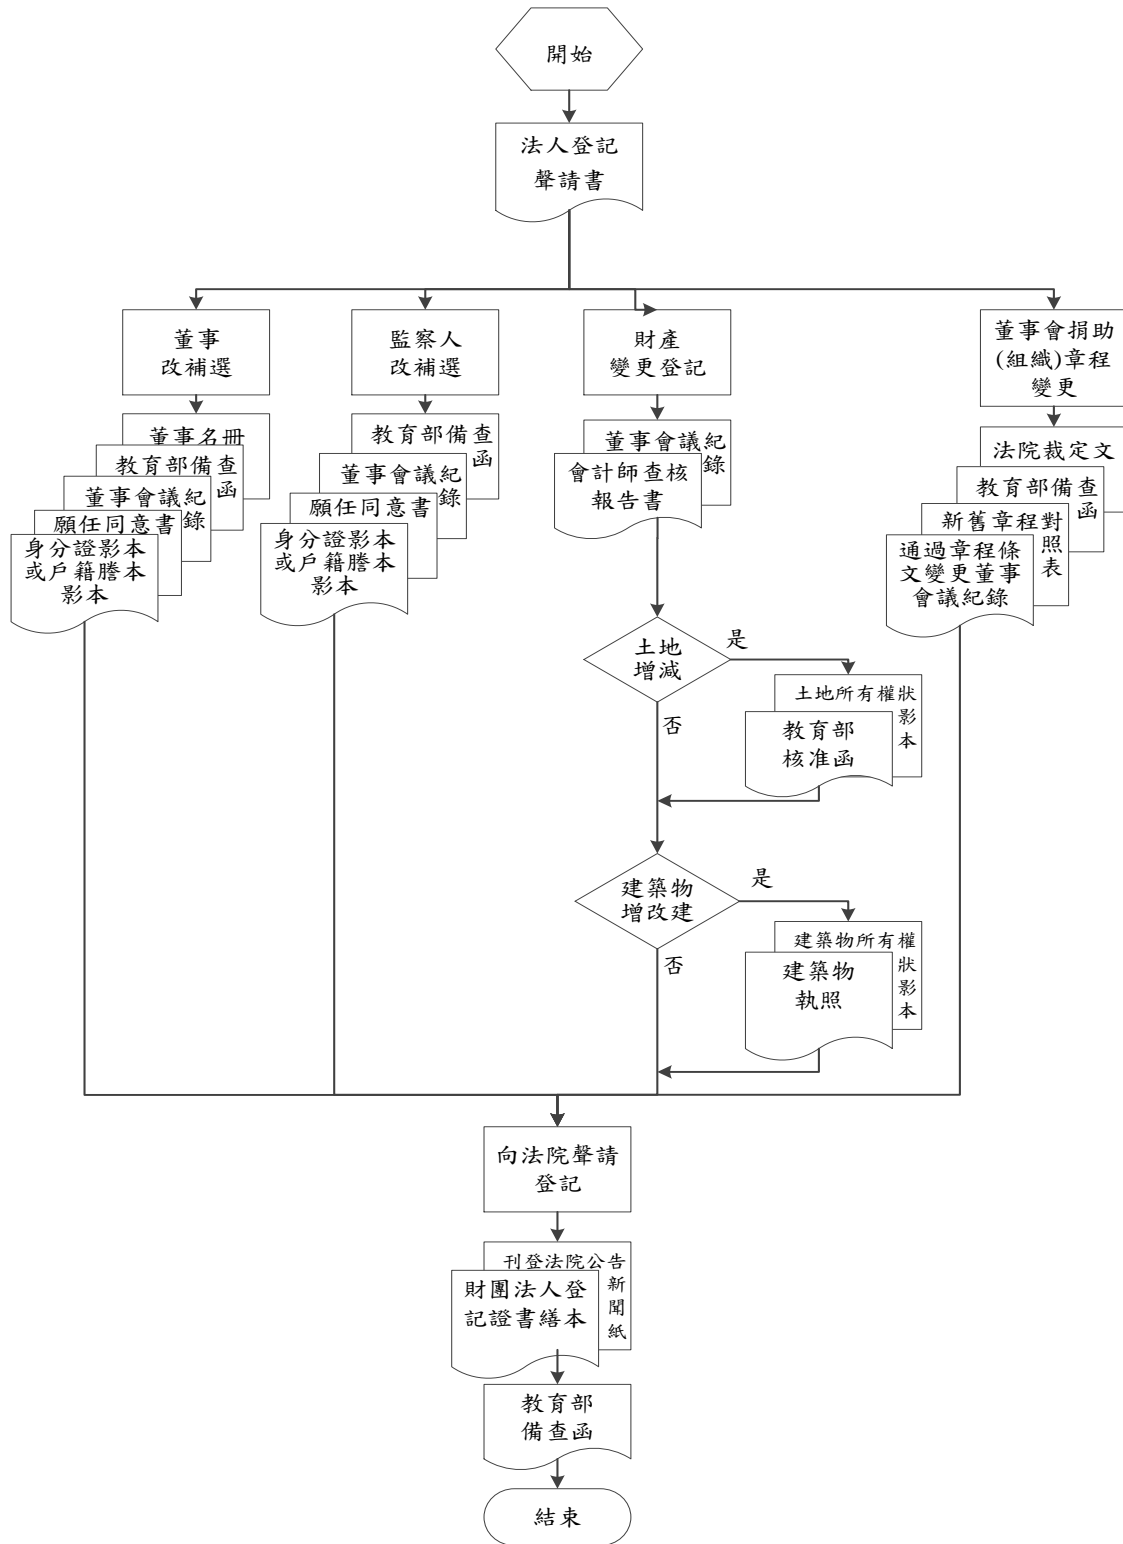 開始
法人登記
聲請書
董事
改補選
監察人
改補選
財產
變更登記
董事會捐助
(組織)章程
變更
董事名冊
教育部備查
函
董事會議紀
錄
願任同意書
身分證影本
或戶籍謄本
影本
教育部備查
函
董事會議紀
錄
願任同意書
身分證影本
或戶籍謄本
影本
董事會議紀
錄
會計師查核
報告書
法院裁定文
教育部備查
函
新舊章程對
照
表
通過章程條
文變更董事
會議紀錄
土地
增減
是
否
土地所有權狀
影
本
教育部
核准函
建築物
增改建
是
否
建築物所有權
狀
影
本
建築物
執照
向法院聲請
登記
刊登法院公告
新
聞
紙
財團法人登
記證書繕本
教育部
備查函
結束